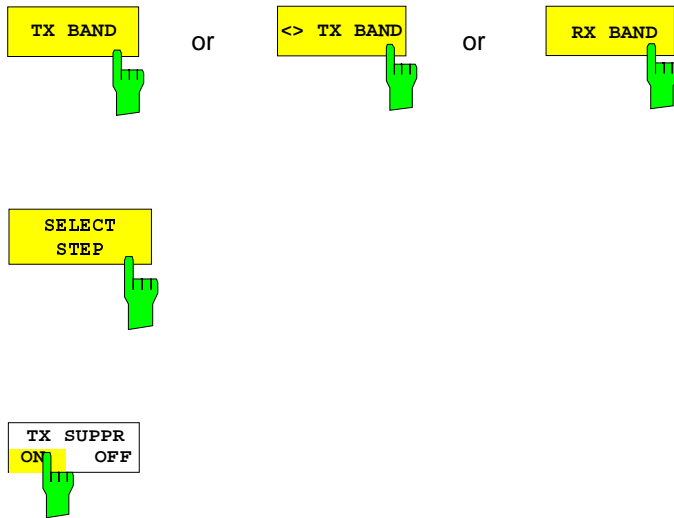 TX BAND or <> TX BAND or RX BAND
SELECT
STEP
TX SUPPR
ON OFF